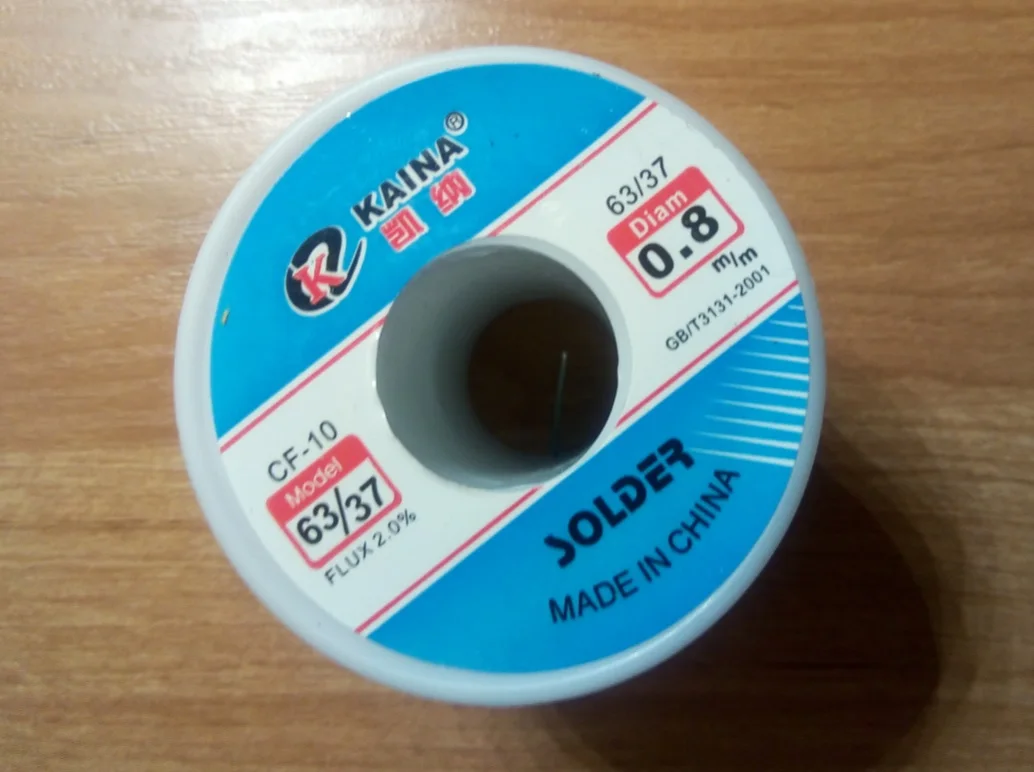 K
KAINA®
凯 纳
63/37
Diam
0.8
m/m
GB/T3131-2001
CF-10
Model
63/37
FLUX 2.0%
SOLDER
MADE IN CHINA